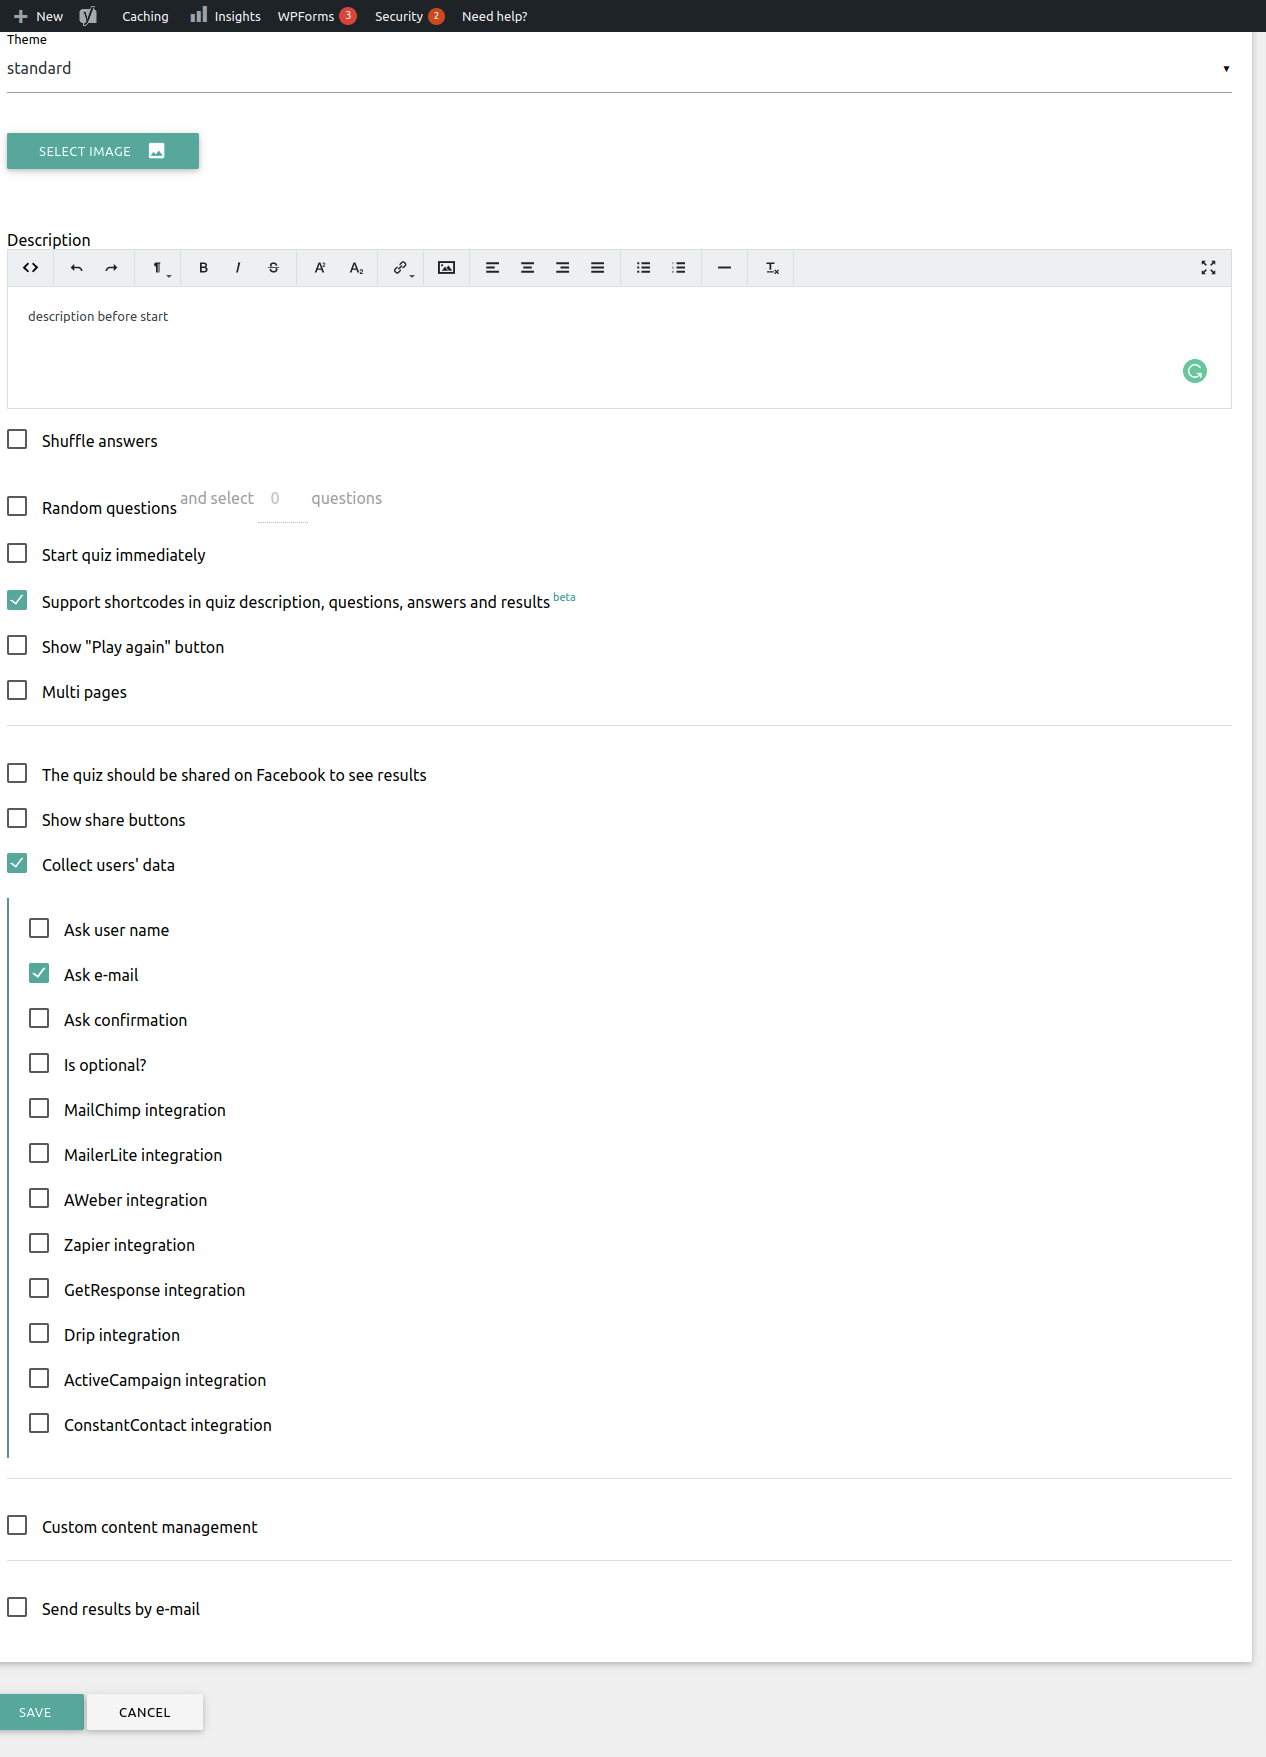 New Caching Insights WPForms 3 Security 2 Need help?
Theme
standard
SELECT IMAGE
Description
description before start
Shuffle answers
Random questions and select 0 questions
Start quiz immediately
Support shortcodes in quiz description, questions, answers and results beta
Show "Play again" button
Multi pages
The quiz should be shared on Facebook to see results
Show share buttons
Collect users' data
Ask user name
Ask e-mail
Ask confirmation
Is optional?
MailChimp integration
MailerLite integration
AWeber integration
Zapier integration
GetResponse integration
Drip integration
ActiveCampaign integration
ConstantContact integration
Custom content management
Send results by e-mail
SAVE CANCEL